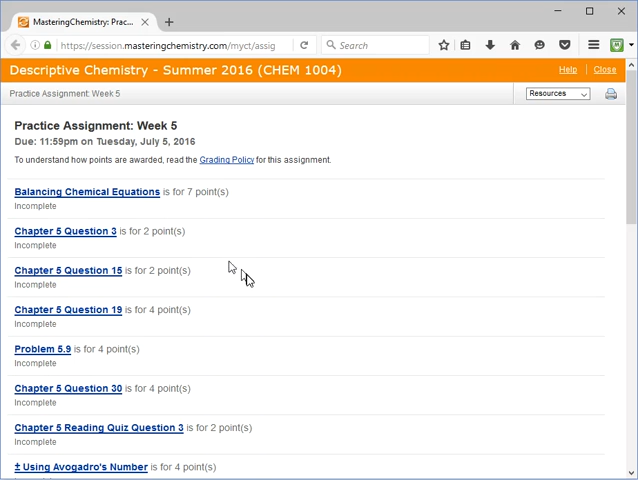 MasteringChemistry: Prac...
https://session.masteringchemistry.com/myct/assig
Search
Descriptive Chemistry - Summer 2016 (CHEM 1004)
Help
Close
Practice Assignment: Week 5
Resources
Practice Assignment: Week 5
Due: 11:59pm on Tuesday, July 5, 2016
To understand how points are awarded, read the Grading Policy for this assignment.
Balancing Chemical Equations is for 7 point(s)
Incomplete
Chapter 5 Question 3 is for 2 point(s)
Incomplete
Chapter 5 Question 15 is for 2 point(s)
Incomplete
Chapter 5 Question 19 is for 4 point(s)
Incomplete
Problem 5.9 is for 4 point(s)
Incomplete
Chapter 5 Question 30 is for 4 point(s)
Incomplete
Chapter 5 Reading Quiz Question 3 is for 2 point(s)
Incomplete
± Using Avogadro's Number is for 4 point(s)